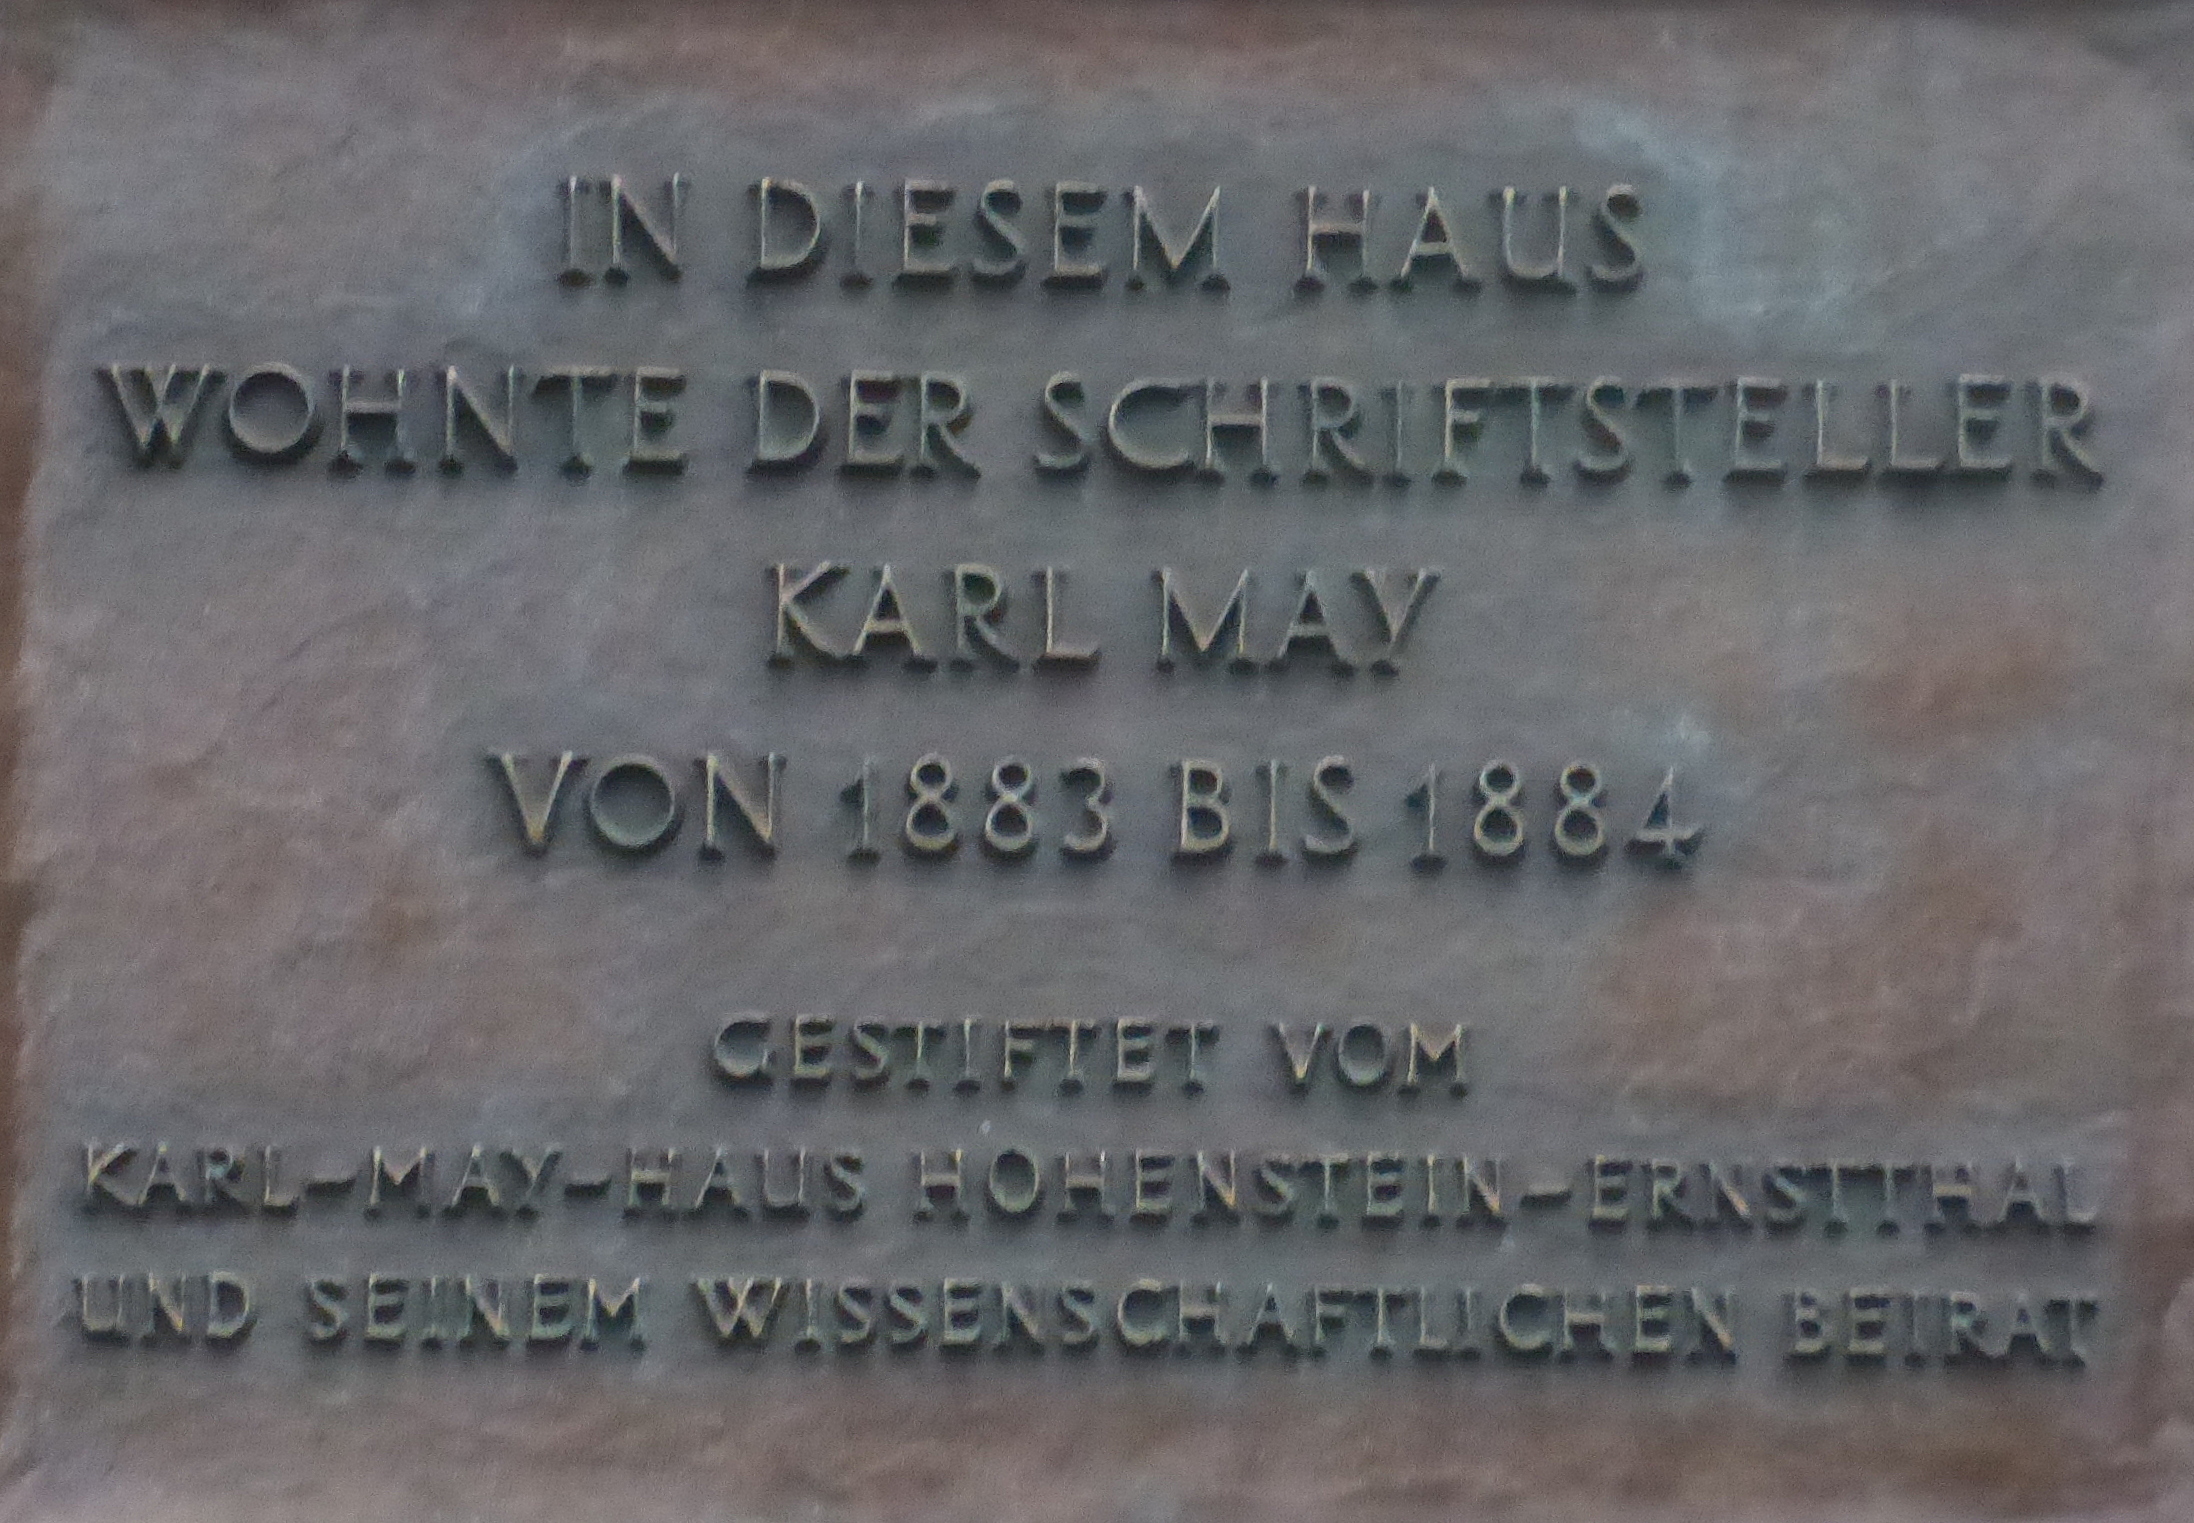 IN DIESEM HAUS
WOHNTE DER SCHRIFTSTELLER
KARL MAY
VON 1883 BIS 1884
GESTIFTET VOM
KARL-MAY-HAUS HOHENSTEIN-ERNSTTHAL
UND SEINEM WISSENSCHAFTLICHEN BEIRAT